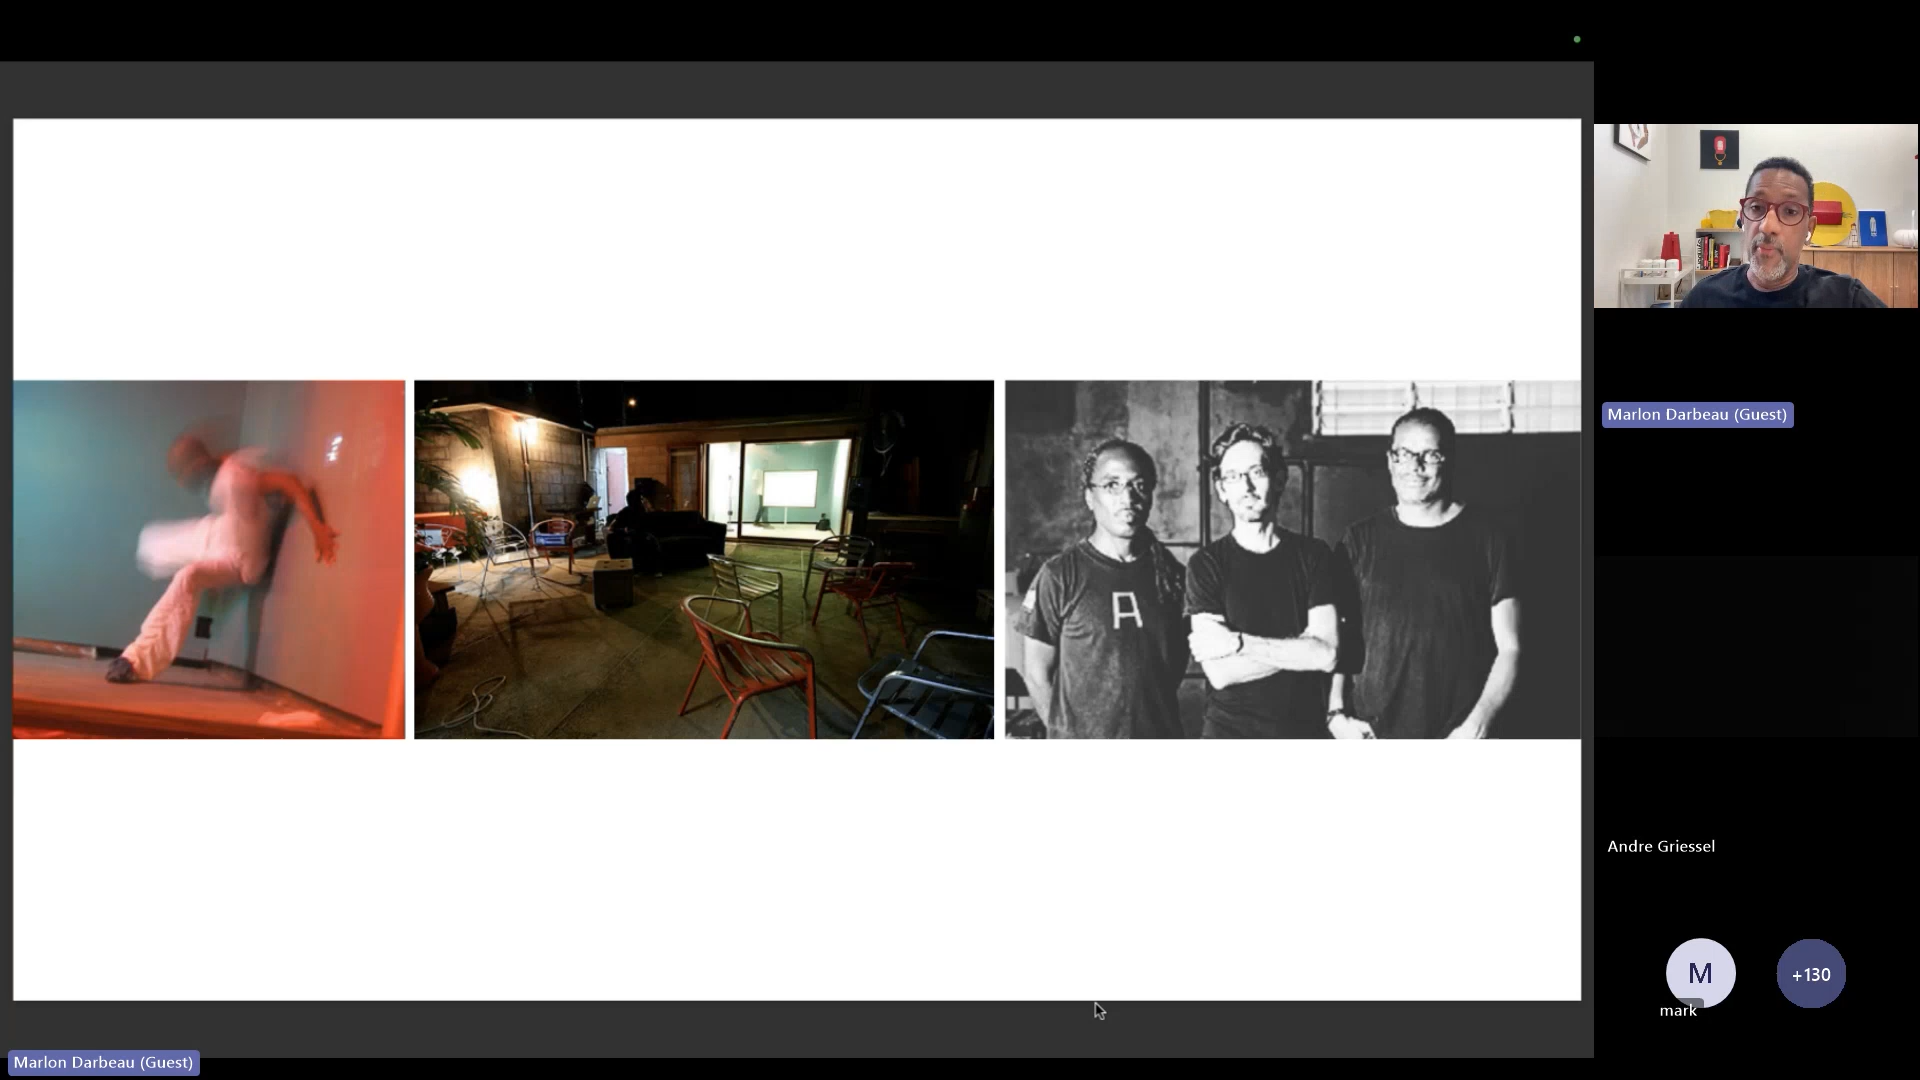 A
Marlon Darbeau (Guest)
Andre Griessel
M
+130
mark
Marlon Darbeau (Guest)